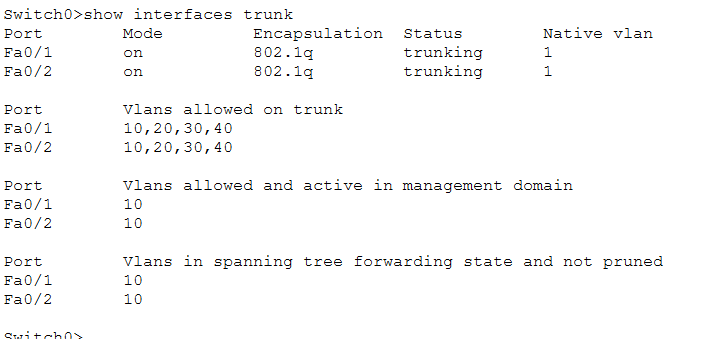 Switch0>show interfaces trunk
Port Mode Encapsulation Status Native vlan
Fa0/1 on 802.1q trunking 1
Fa0/2 on 802.1q trunking 1
Port Vlans allowed on trunk
Fa0/1 10,20,30,40
Fa0/2 10,20,30,40
Port Vlans allowed and active in management domain
Fa0/1 10
Fa0/2 10
Port Vlans in spanning tree forwarding state and not pruned
Fa0/1 10
Fa0/2 10
Switch0>